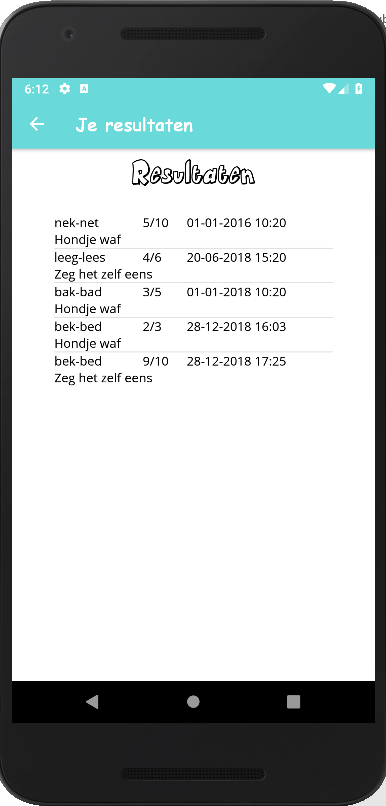 6:12
Je resultaten
Resultaten
nek-net 5/10 01-01-2016 10:20
Hondje waf
leeg-lees 4/6 20-06-2018 15:20
Zeg het zelf eens
bak-bad 3/5 01-01-2018 10:20
Hondje waf
bek-bed 2/3 28-12-2018 16:03
Hondje waf
bek-bed 9/10 28-12-2018 17:25
Zeg het zelf eens